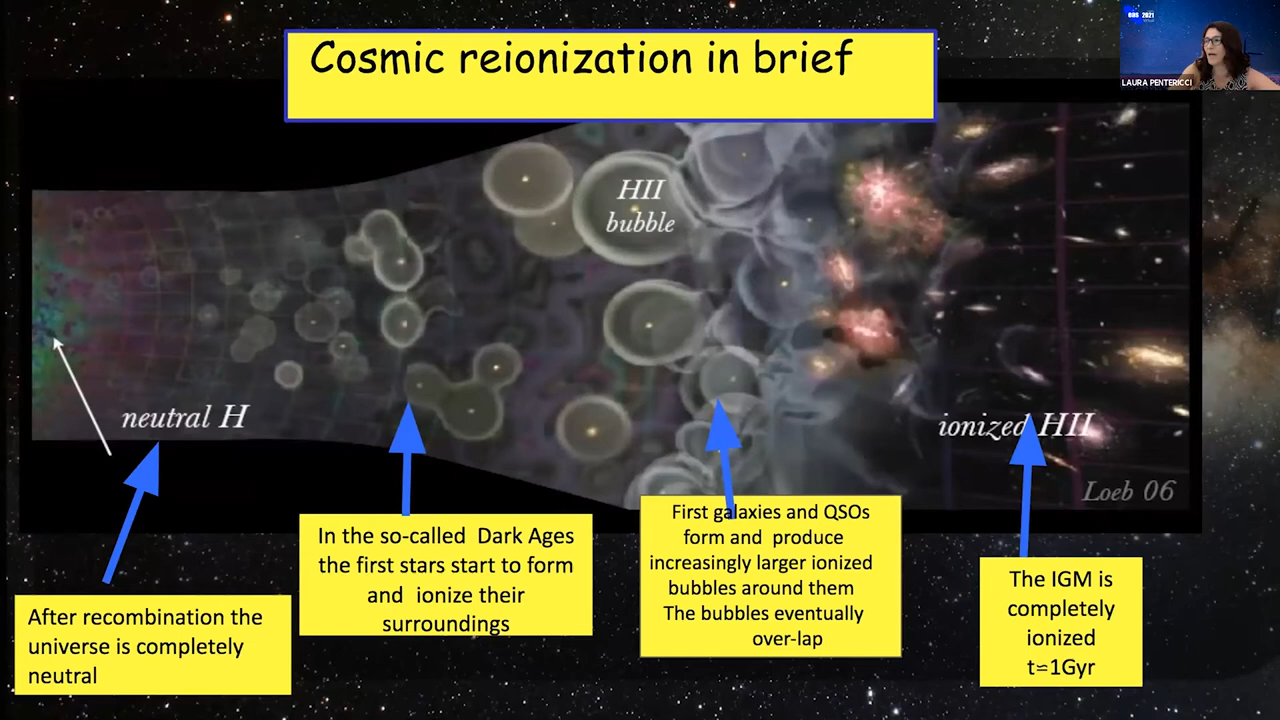 Cosmic reionization in brief
eas 2021
LAURA PENTERICCI
HII
bubble
neutral H
ionized HII
Loeb 06
After recombination the
universe is completely
neutral
In the so-called Dark Ages
the first stars start to form
and ionize their
surroundings
First galaxies and QSOs
form and produce
increasingly larger ionized
bubbles around them
The bubbles eventually
over-lap
The IGM is
completely
ionized
t=1Gyr